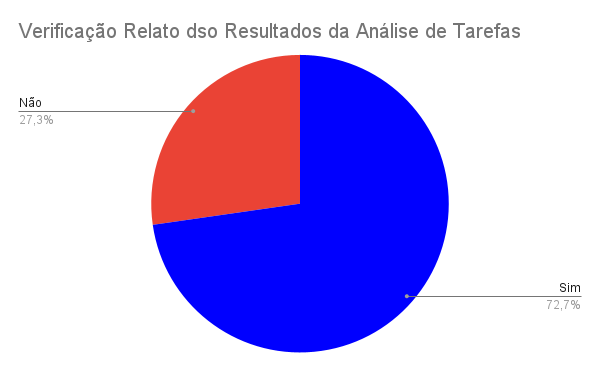 Verificação Relato dso Resultados da Análise de Tarefas
Não
27,3%
Sim
72,7%